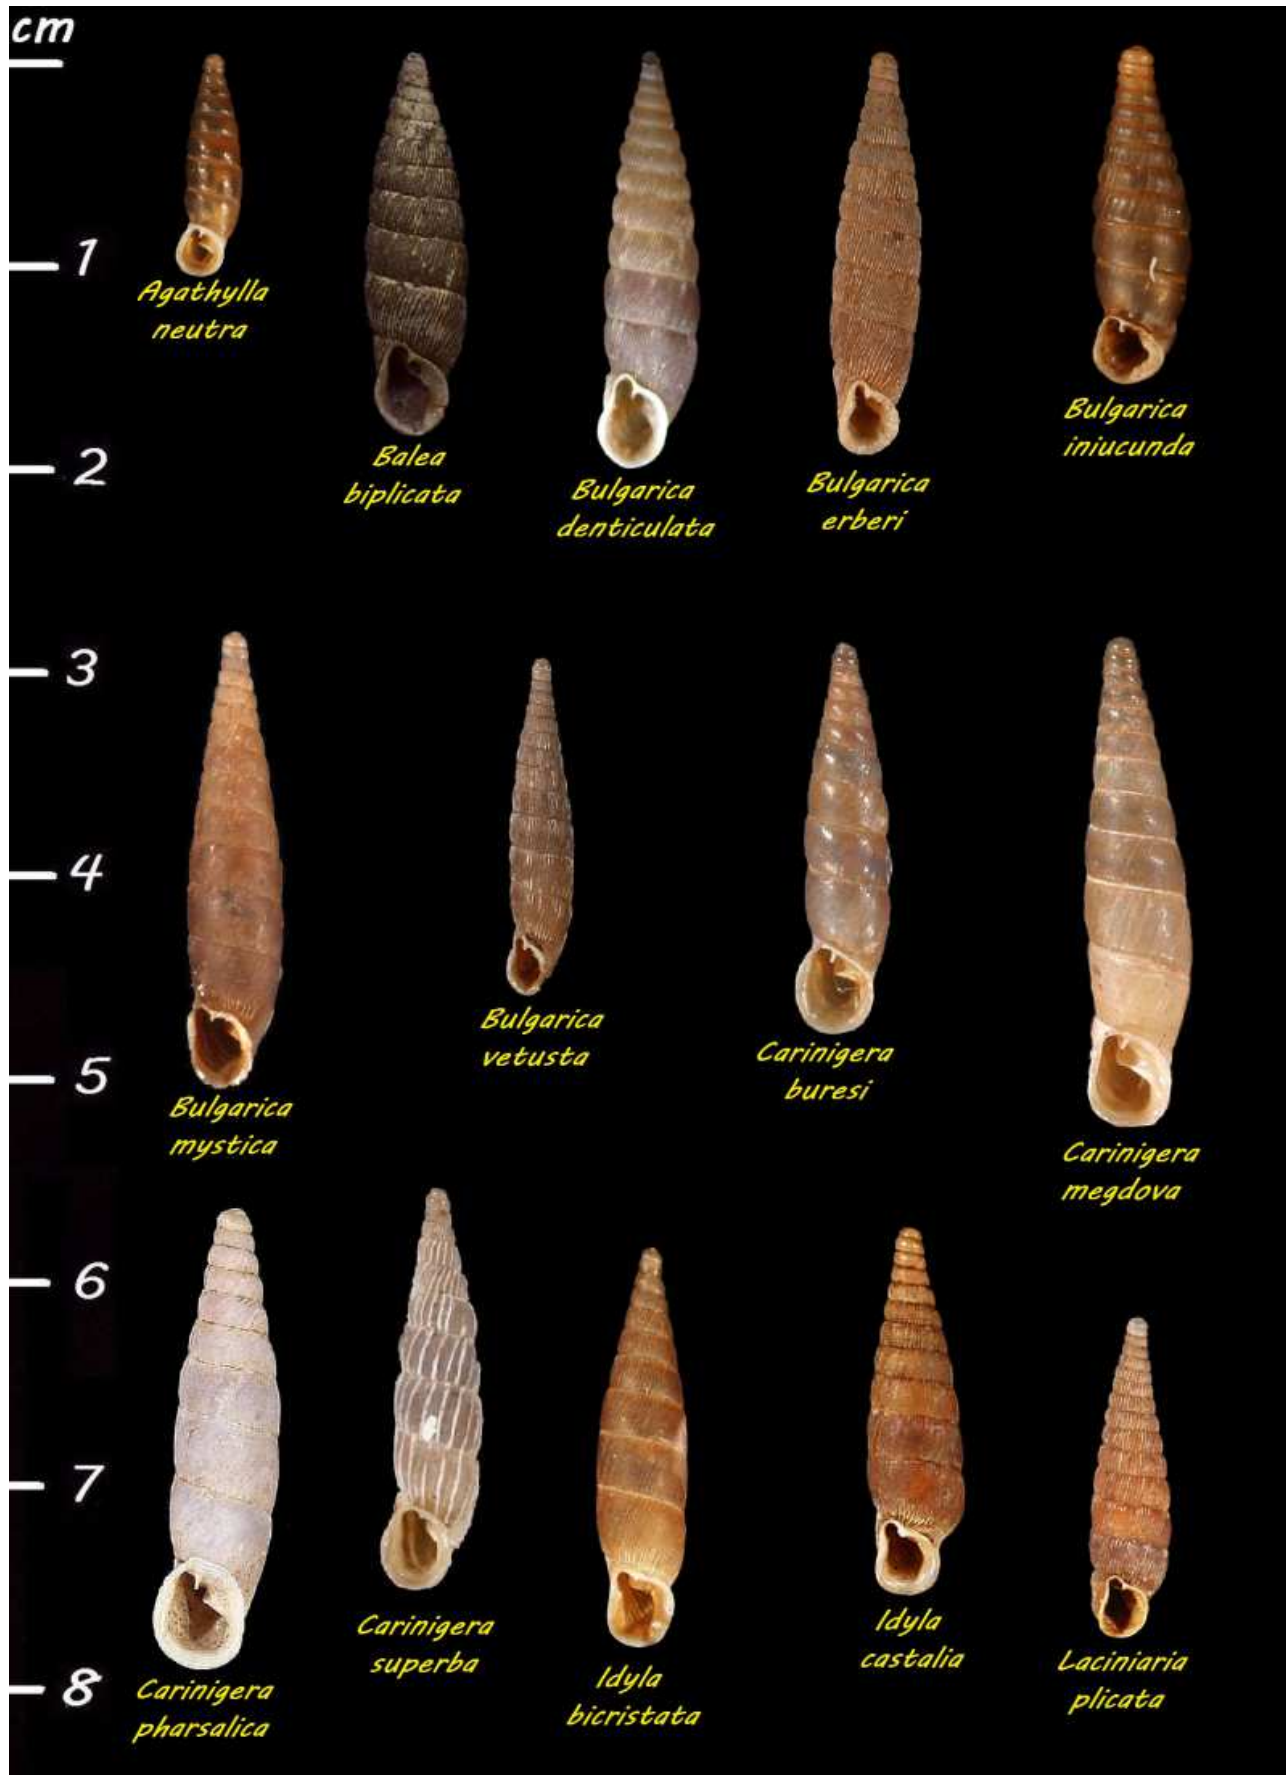 cm
Agathylla
neutra
1
Balea
biplicata
Bulgarica
denticulata
Bulgarica
erberi
Bulgarica
iniucunda
2
3
Bulgarica
mystica
Bulgarica
vetusta
Carinigera
buresi
Carinigera
megdova
4
5
6
Carinigera
pharsalica
Carinigera
superba
Idyla
bicristata
Idyla
castalia
Laciniaria
plicata
7
8